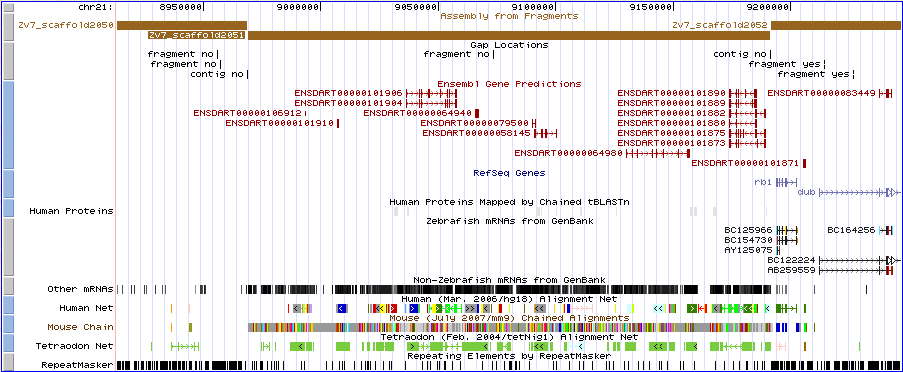 chr21: 8950000 9000000 9050000 9100000 9150000 9200000
Assembly from Fragments
Zv7_scaffold2050 Zv7_scaffold2052
Zv7_scaffold2051
Gap Locations
fragment no fragment no contig no
fragment no fragment yes
contig no fragment yes
Ensembl Gene Predictions
ENSDART00000101906 ENSDART00000101890 ENSDART00000083449
ENSDART00000101904 ENSDART00000101889
ENSDART00000106912 ENSDART00000064940 ENSDART00000101882
ENSDART00000101910 ENSDART00000079500 ENSDART00000101880
ENSDART00000058145 ENSDART00000101875
ENSDART00000101873
ENSDART00000064980
ENSDART00000101871
RefSeq Genes
rb1
dub
Human Proteins Mapped by Chained tBLASTn
Human Proteins
Zebrafish mRNAs from GenBank
BC125966 BC164256
BC154730
AY125075
BC122224
AB259559
Non-Zebrafish mRNAs from GenBank
Other mRNAs
Human (Mar. 2006/hg18) Alignment Net
Human Net
Mouse (July 2007/mm9) Chained Alignments
Mouse Chain
Tetraodon (Feb. 2004/tetNig1) Alignment Net
Tetraodon Net
Repeating Elements by RepeatMasker
RepeatMasker